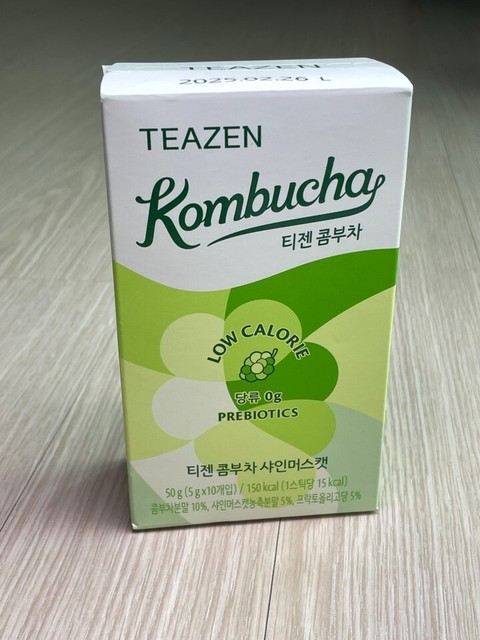 TEAZEN
2025.02.26 L
TEAZEN
Kombucha
티젠 콤부차
LOW CALORIE
당류 0g
PREBIOTICS
티젠 콤부차 샤인머스캣
50 g (5 g x10개입) / 150 kcal (1스틱당 15 kcal)
콤부차분말 10%, 샤인머스캣농축분말 5%, 프락토올리고당 5%